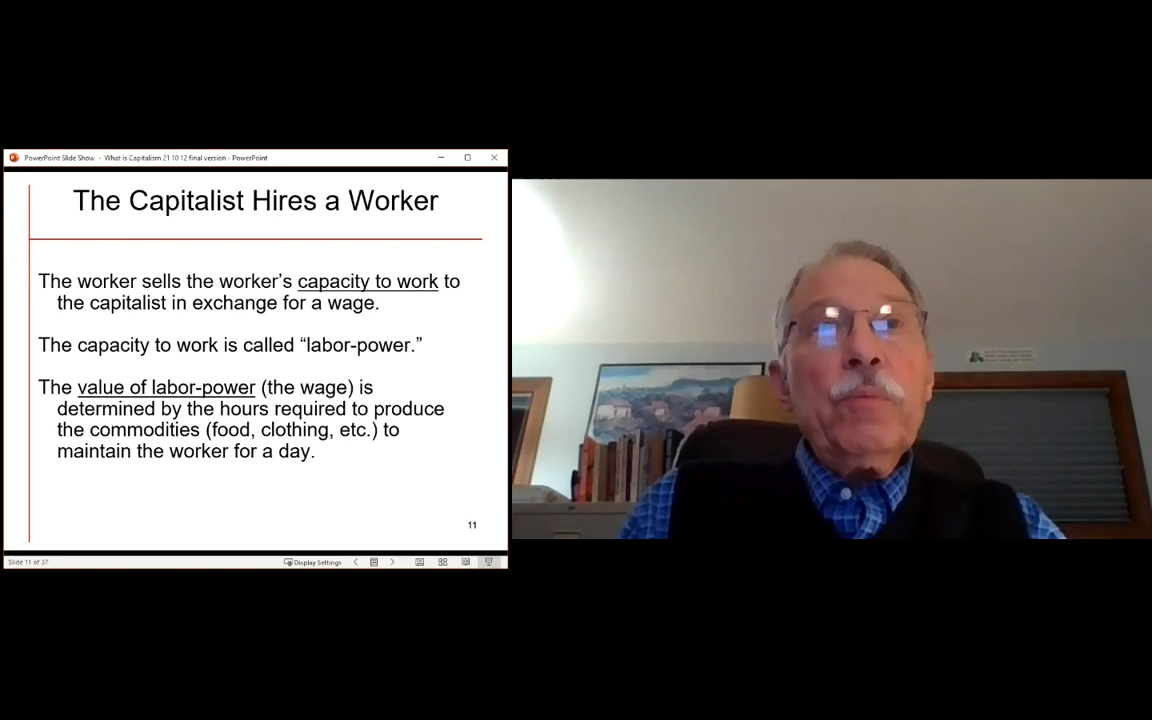 PowerPoint Slide Show - What is Capitalism 21 10 12 final version - PowerPoint
The Capitalist Hires a Worker
The worker sells the worker's capacity to work to
the capitalist in exchange for a wage.
The capacity to work is called “labor-power.”
The value of labor-power (the wage) is
determined by the hours required to produce
the commodities (food, clothing, etc.) to
maintain the worker for a day.
11
Slide 11 of 37
Display Settings